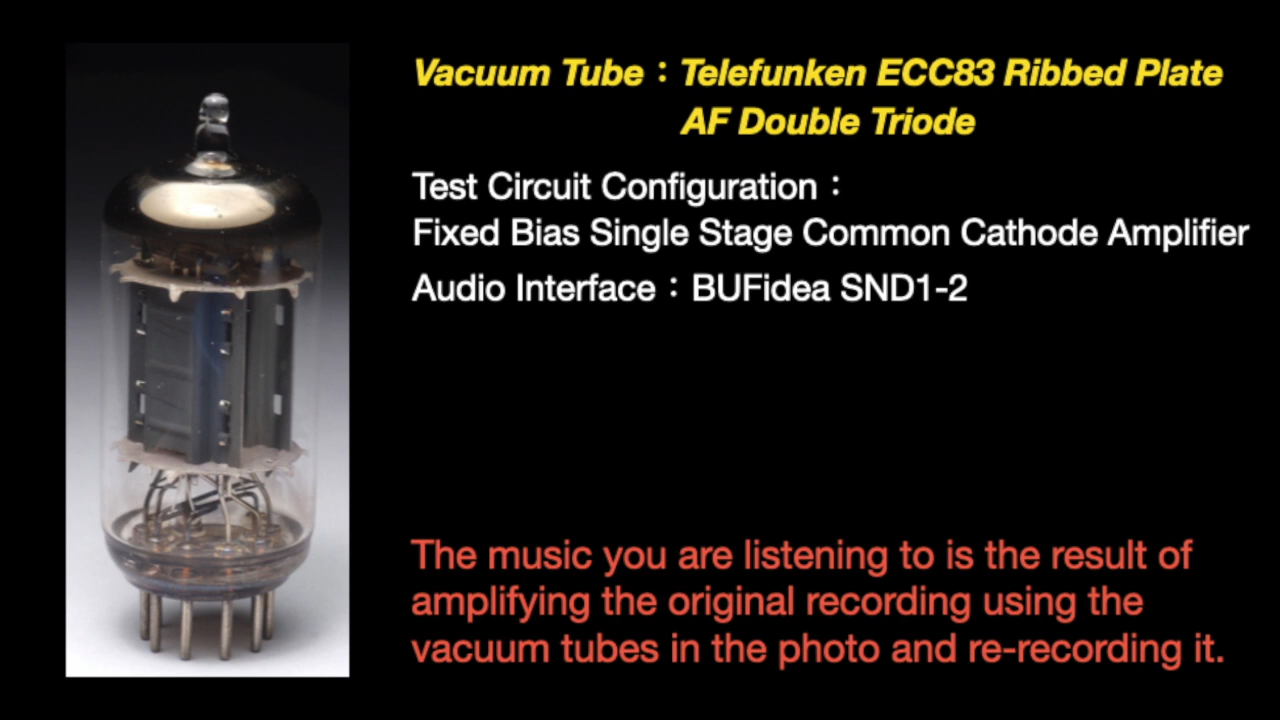 Vacuum Tube：Telefunken ECC83 Ribbed Plate
AF Double Triode
Test Circuit Configuration：
Fixed Bias Single Stage Common Cathode Amplifier
Audio Interface：BUFidea SND1-2
The music you are listening to is the result of
amplifying the original recording using the
vacuum tubes in the photo and re-recording it.